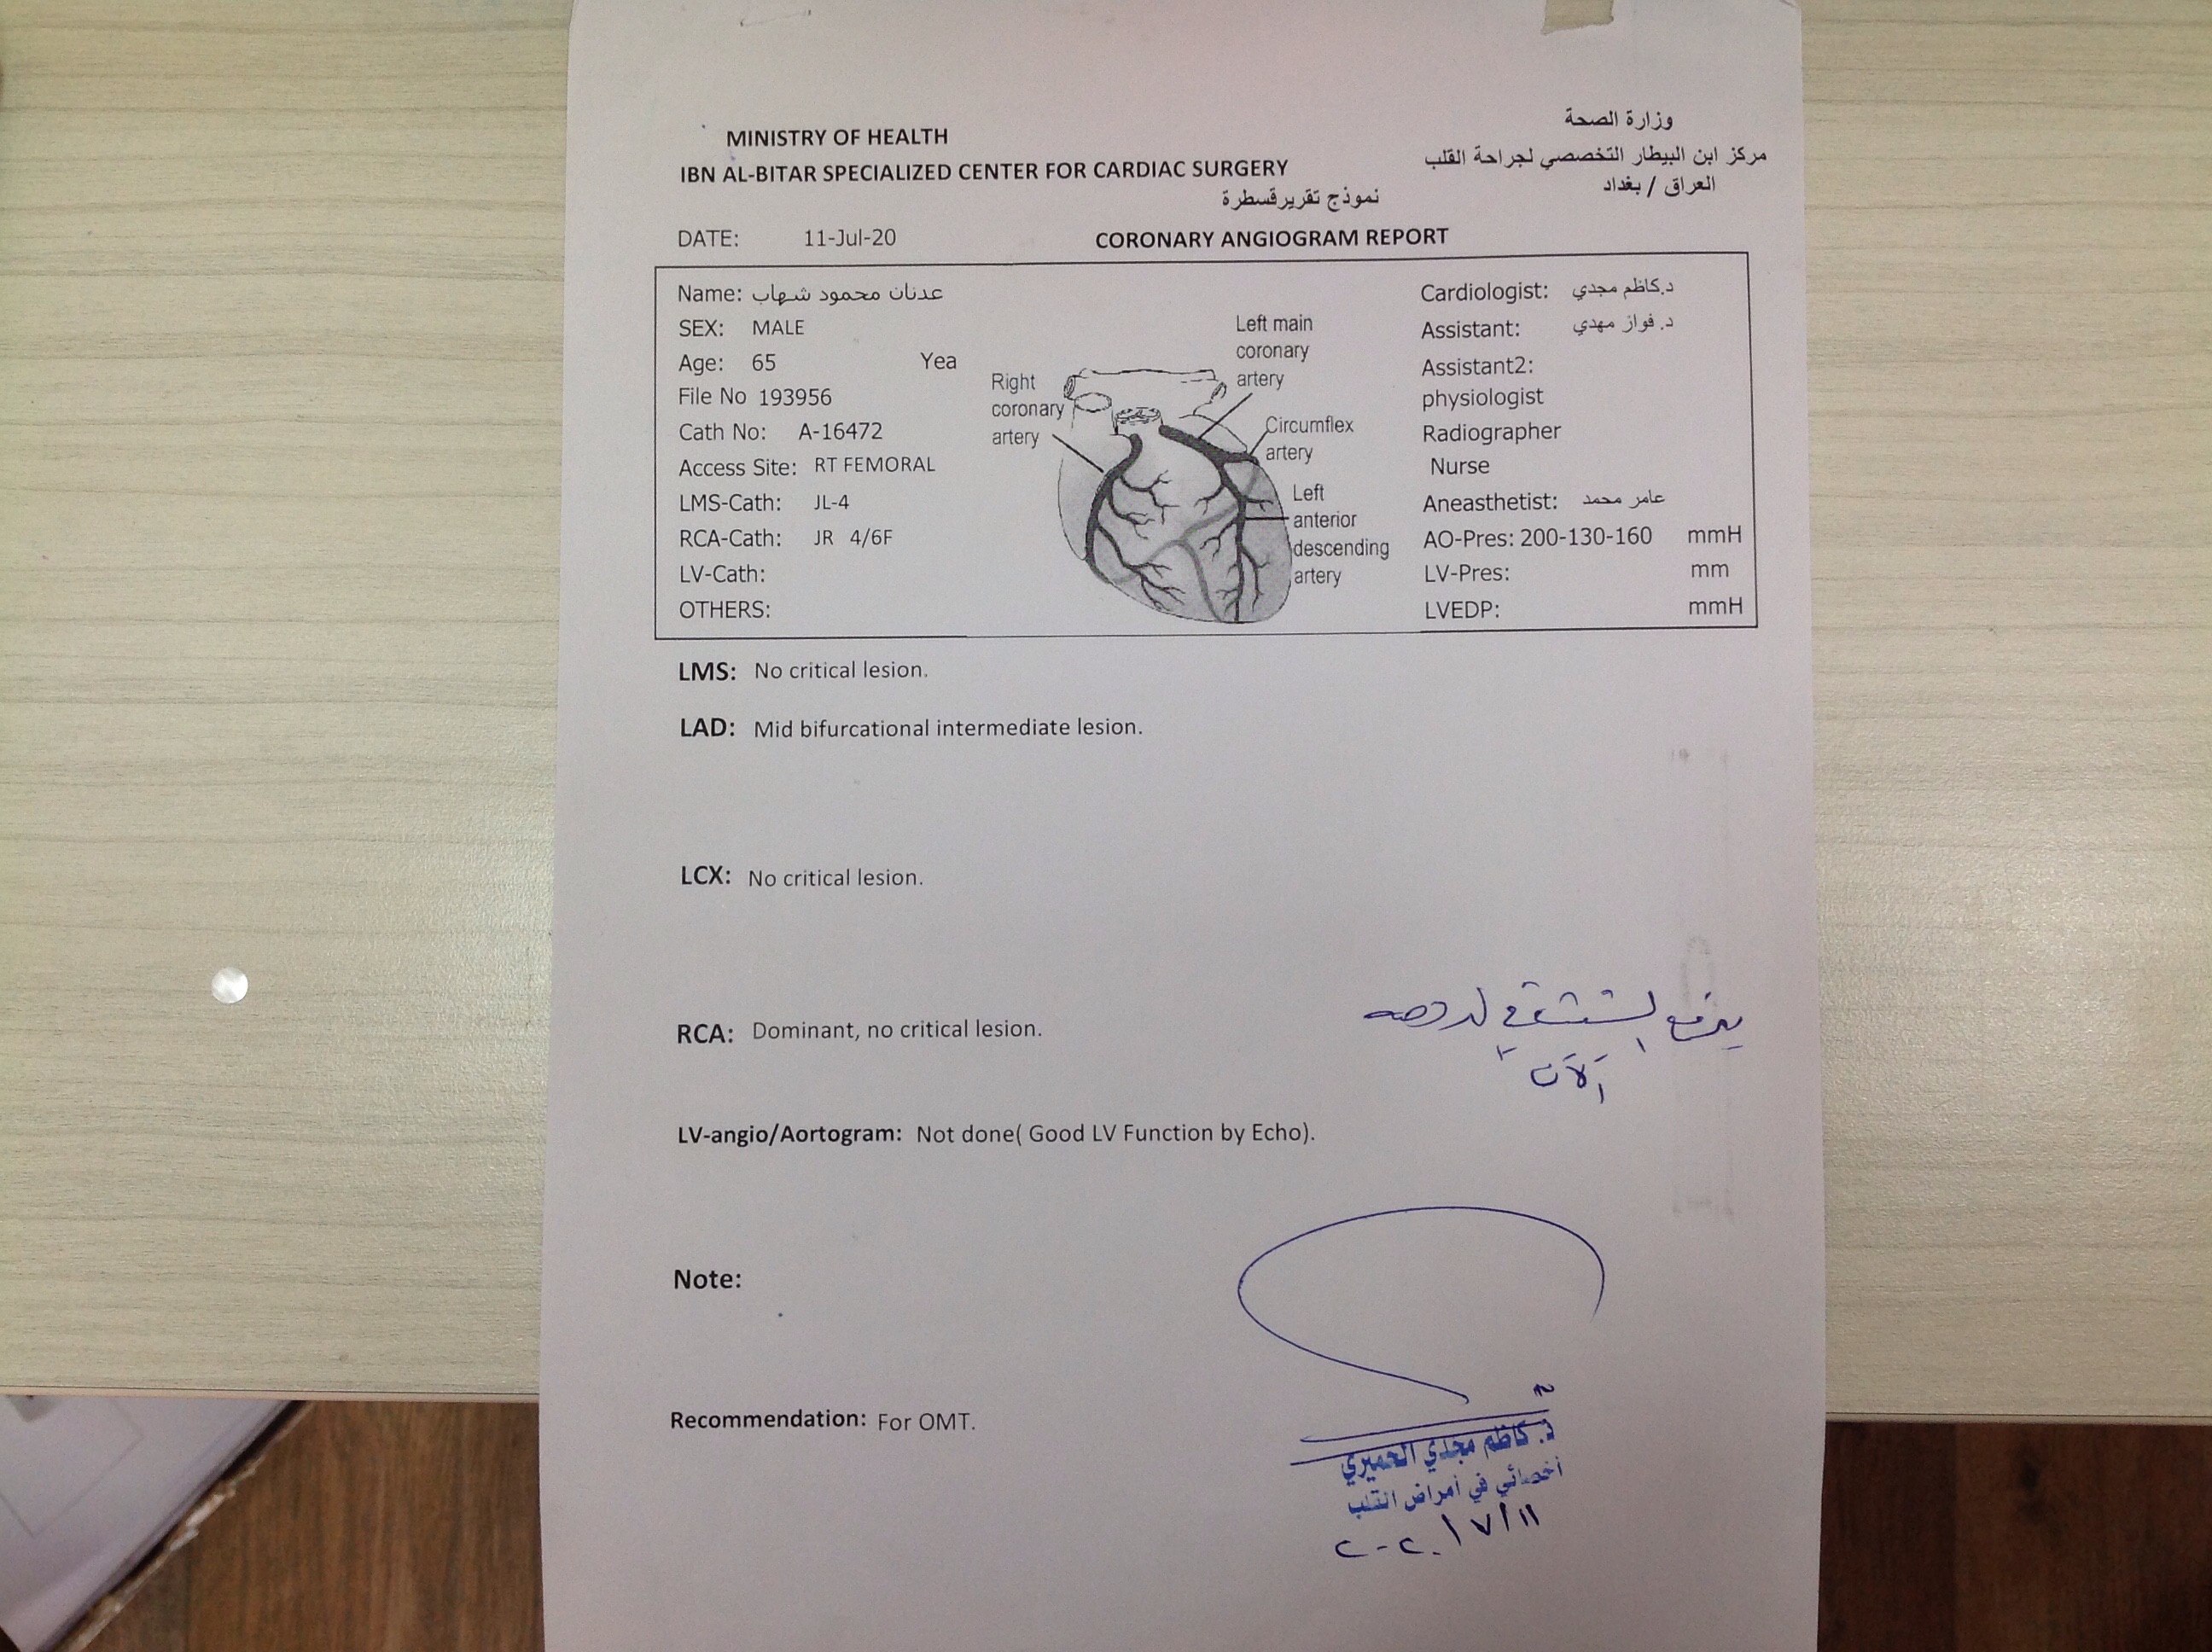 MINISTRY OF HEALTH
IBN AL-BITAR SPECIALIZED CENTER FOR CARDIAC SURGERY
وزارة الصحة
مركز ابن البيطار التخصصي لجراحة القلب
العراق / بغداد
نموذج تقريرقسطرة
DATE: 11-Jul-20
CORONARY ANGIOGRAM REPORT
Name: عدنان محمود شهاب
SEX: MALE
Age: 65 Yea
File No 193956
Cath No: A-16472
Access Site: RT FEMORAL
LMS-Cath: JL-4
RCA-Cath: JR 4/6F
LV-Cath:
OTHERS:
Right
coronary
artery
Left main
coronary
artery
Circumflex
artery
Left
anterior
descending
artery
Cardiologist: د.كاظم مجدي
Assistant: د. فواز مهدي
Assistant2:
physiologist
Radiographer
Nurse
Aneasthetist: عامر محمد
AO-Pres: 200-130-160 mmH
LV-Pres: mm
LVEDP: mmH
LMS: No critical lesion.
LAD: Mid bifurcational intermediate lesion.
LCX: No critical lesion.
RCA: Dominant, no critical lesion.
الآن
LV-angio/Aortogram: Not done( Good LV Function by Echo).
Note:
Recommendation: For OMT.
د. كاظم مجدي الحميري
أخصائي في أمراض القلب
٢٠٢٠/٧/١١